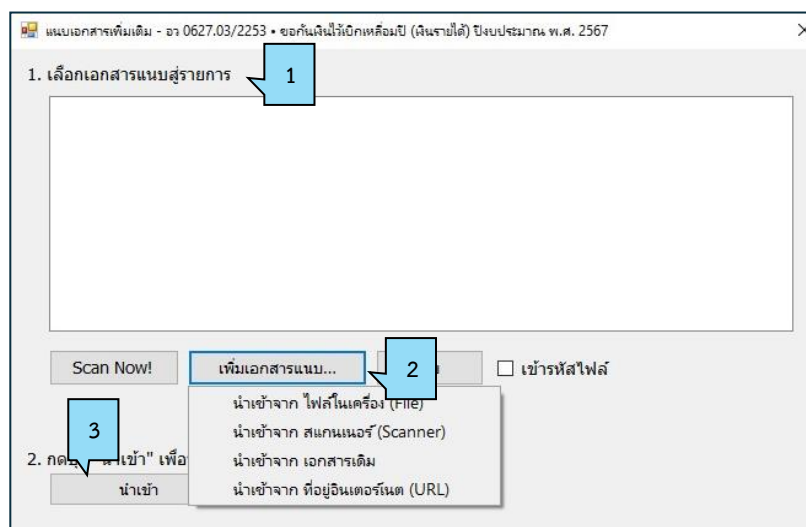 แนบเอกสารเพิ่มเติม - อว 0627.03/2253 • ขอกันเงินไว้เบิกเหลื่อมปี (เงินรายได้) ปีงบประมาณ พ.ศ. 2567
1. เลือกเอกสารแนบสู่รายการ
1
Scan Now!
เพิ่มเอกสารแนบ...
2
เข้ารหัสไฟล์
นำเข้าจาก ไฟล์ในเครื่อง (File)
นำเข้าจาก สแกนเนอร์ (Scanner)
3
นำเข้าจาก เอกสารเดิม
2. เข้า" เพื่อ
นำเข้า
นำเข้าจาก ที่อยู่อินเตอร์เนต (URL)